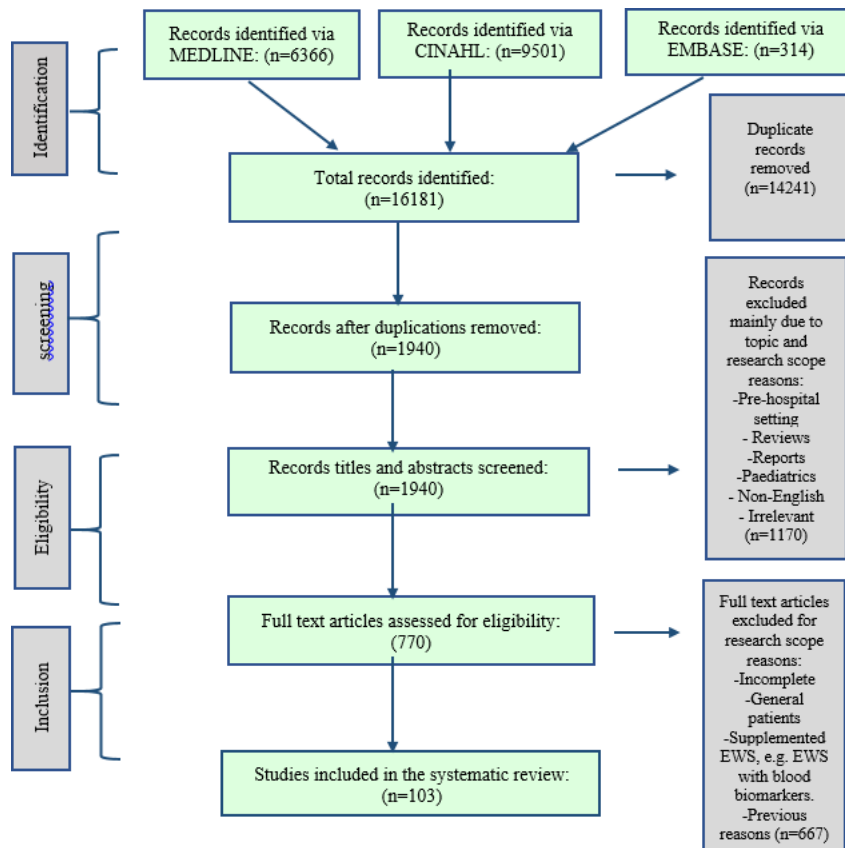 Records identified via
MEDLINE: (n=6366)
Records identified via
CINAHL: (n=9501)
Records identified via
EMBASE: (n=314)
Identification
Total records identified:
(n=16181)
Duplicate
records
removed
(n=14241)
screening
Records after duplications removed:
(n=1940)
Records
excluded
mainly due to
topic and
research scope
reasons:
-Pre-hospital
setting
- Reviews
-Reports
-Paediatrics
- Non-English
- Irrelevant
(n=1170)
Eligibility
Records titles and abstracts screened:
(n=1940)
Full text articles assessed for eligibility:
(770)
Full text articles
excluded for
research scope
reasons:
-Incomplete
-General
patients
-Supplemented
EWS, e.g. EWS
with blood
biomarkers.
-Previous
reasons (n=667)
Inclusion
Studies included in the systematic review:
(n=103)